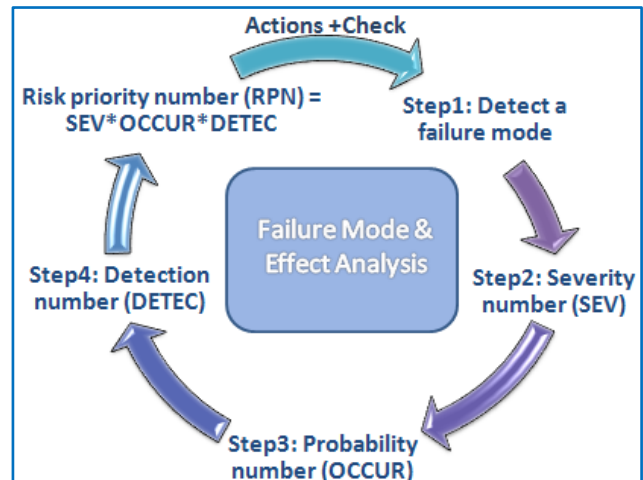 Actions +Check
Step1: Detect a
failure mode
Step2: Severity
number (SEV)
Step3: Probability
number (OCCUR)
Step4: Detection
number (DETEC)
Risk priority number (RPN) =
SEV*OCCUR*DETEC
Failure Mode &
Effect Analysis